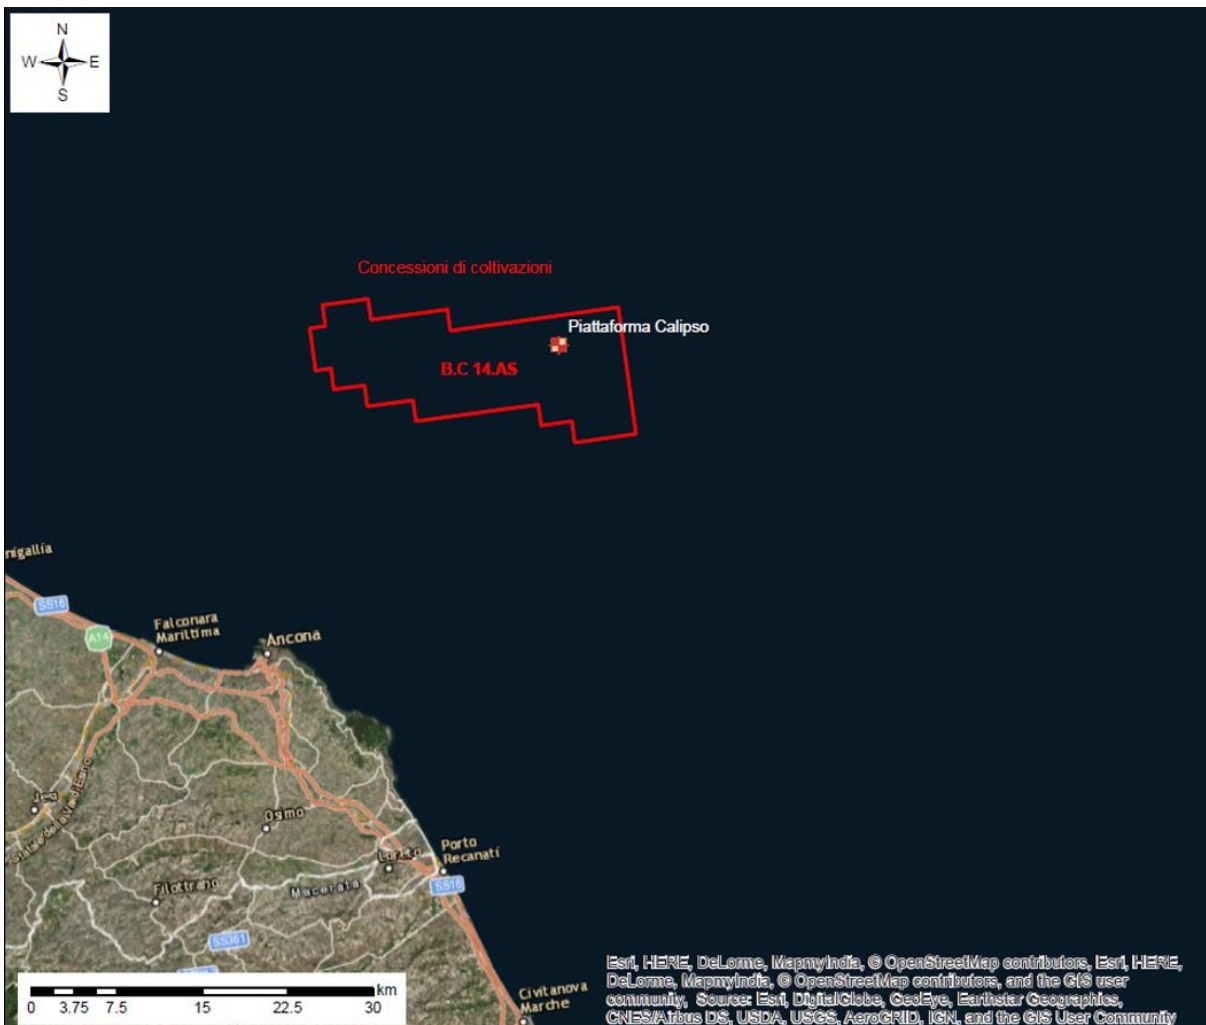 N
W E
S
Concessioni di coltivazioni
Piattaforma Calipso
B.C 14.AS
nigallia
SS16
Falconara
Marittima
A14
Ancona
Jesi
Osimo
Loreto
Porto
Recanati
SS16
Filottrano
Macerata
SS361
Civitanova
Marche
km
0 3.75 7.5 15 22.5 30
Esri, HERE, DeLorme, MapmyIndia, © OpenStreetMap contributors, Esri, HERE,
DeLorme, MapmyIndia, © OpenStreetMap contributors, and the GIS user
community, Source: Esri, DigitalGlobe, GeoEye, Earthstar Geographics,
CNES/Airbus DS, USDA, USGS, AeroGRID, IGN, and the GIS User Community